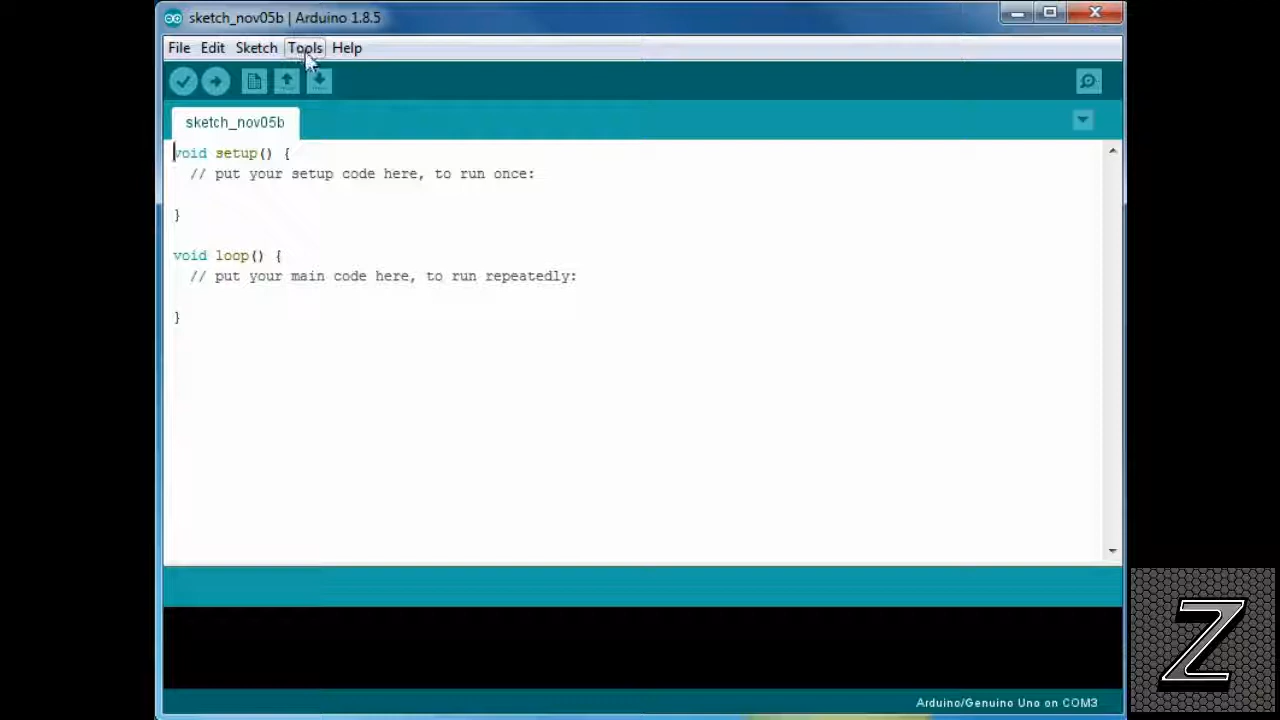 sketch_nov05b | Arduino 1.8.5
File Edit Sketch Tools Help
sketch_nov05b
void setup() {
// put your setup code here, to run once:
}
void loop() {
// put your main code here, to run repeatedly:
}
Arduino/Genuino Uno on COM3
Z